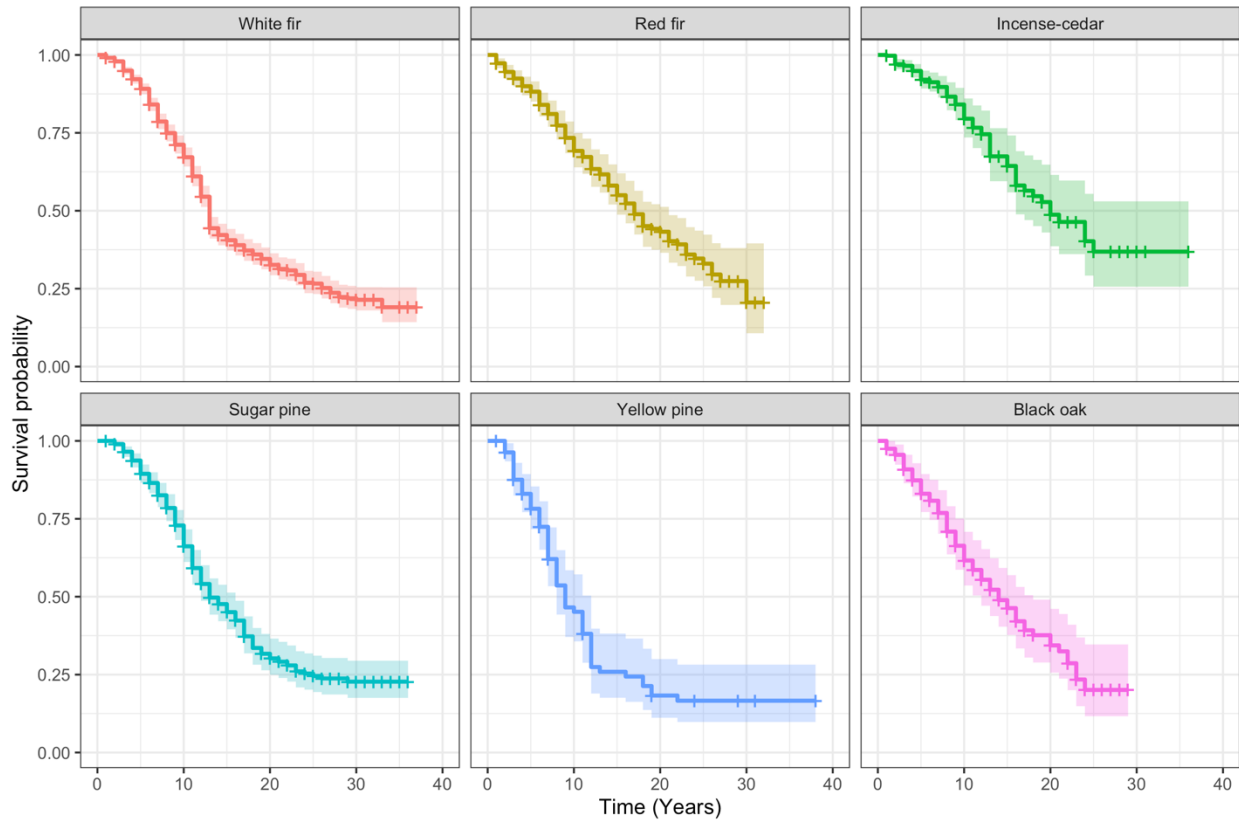 White fir
Red fir
Incense-cedar
1.00
0.75
0.50
0.25
0.00
Sugar pine
Yellow pine
Black oak
1.00
0.75
0.50
0.25
0.00
Survival probability
0 10 20 30 40
0 10 20 30 40
0 10 20 30 40
Time (Years)